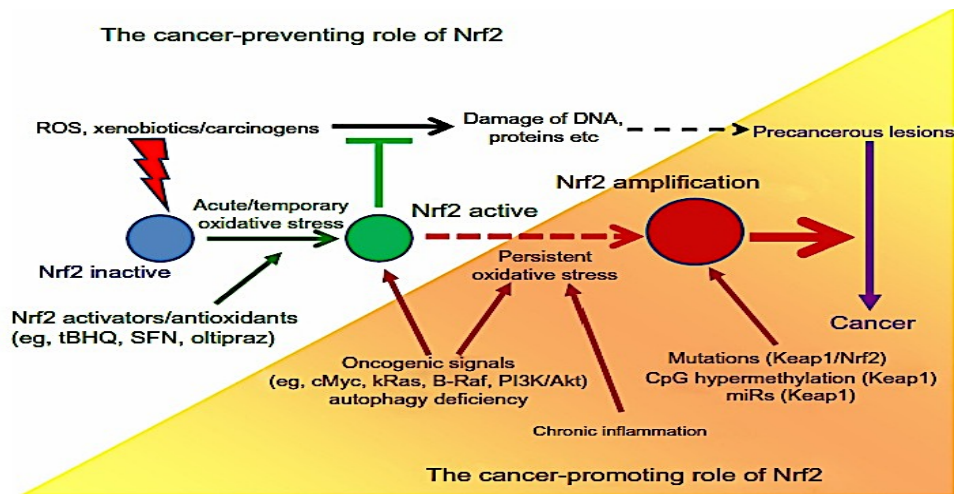 The cancer-preventing role of Nrf2
ROS, xenobiotics/carcinogens
Damage of DNA,
proteins etc
Precancerous lesions
Nrf2 amplification
Acute/temporary
oxidative stress
Nrf2 active
Nrf2 inactive
Persistent
oxidative stress
Nrf2 activators/antioxidants
(eg, tBHQ, SFN, oltipraz)
Cancer
Oncogenic signals
(eg, cMyc, kRas, B-Raf, PI3K/Akt)
autophagy deficiency
Mutations (Keap1/Nrf2)
CpG hypermethylation (Keap1)
miRs (Keap1)
Chronic inflammation
The cancer-promoting role of Nrf2